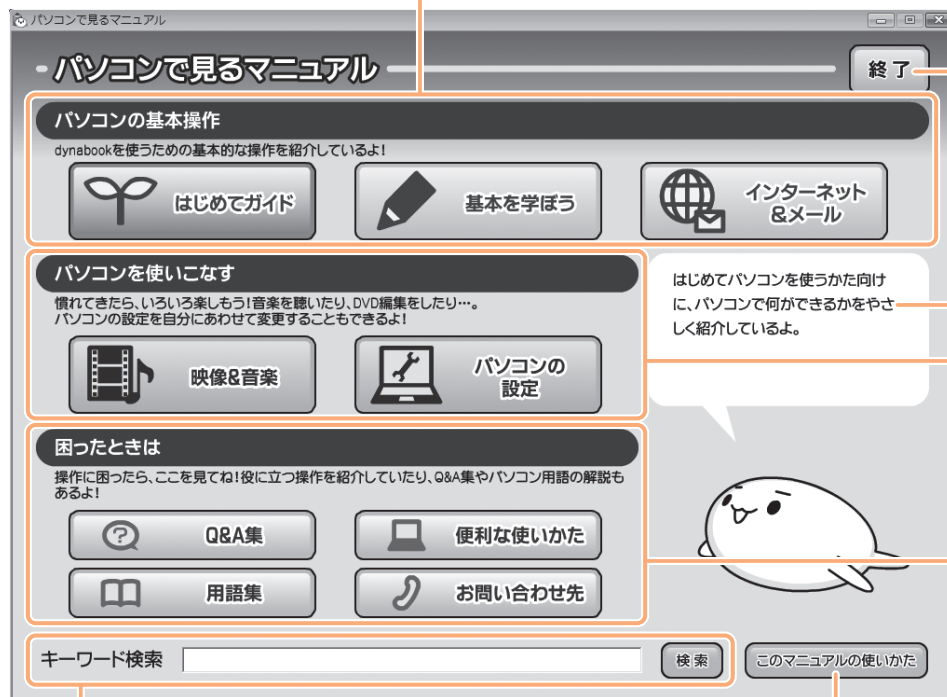 パソコンで見るマニュアル
パソコンで見るマニュアル
終了
パソコンの基本操作
dynabookを使うための基本的な操作を紹介しているよ!
はじめてガイド
基本を学ぼう
インターネット
&メール
パソコンを使いこなす
慣れてきたら、いろいろ楽しもう!音楽を聴いたり、DVD編集をしたり…。
パソコンの設定を自分にあわせて変更することもできるよ!
映像&音楽
パソコンの
設定
はじめてパソコンを使うかた向け
に、パソコンで何ができるかをやさ
しく紹介しているよ。
困ったときは
操作に困ったら、ここを見てね!役に立つ操作を紹介していたり、Q&A集やパソコン用語の解説も
あるよ!
Q&A集
便利な使いかた
用語集
お問い合わせ先
キーワード検索
検索
このマニュアルの使いかた